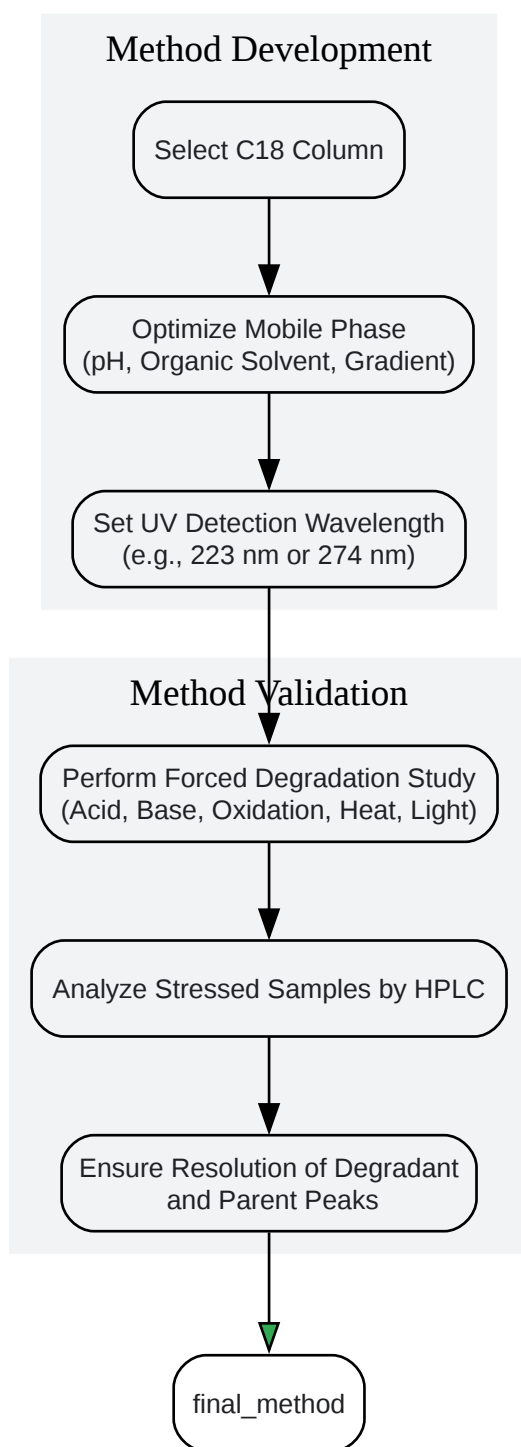 Method Development
Select C18 Column
Optimize Mobile Phase
(pH, Organic Solvent, Gradient)
Set UV Detection Wavelength
(e.g., 223 nm or 274 nm)
Method Validation
Perform Forced Degradation Study
(Acid, Base, Oxidation, Heat, Light)
Analyze Stressed Samples by HPLC
Ensure Resolution of Degradant
and Parent Peaks
final_method